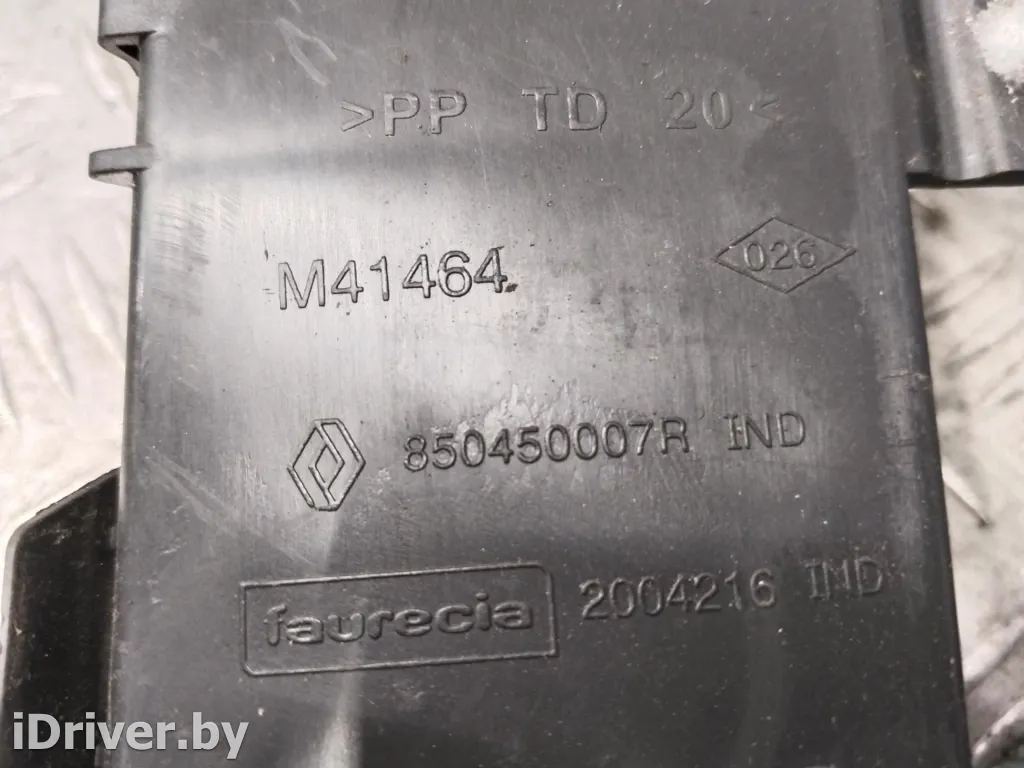 >PP TD 20<
M41464
026
850450007R IND
faurecia 2004216 IND
iDriver.by